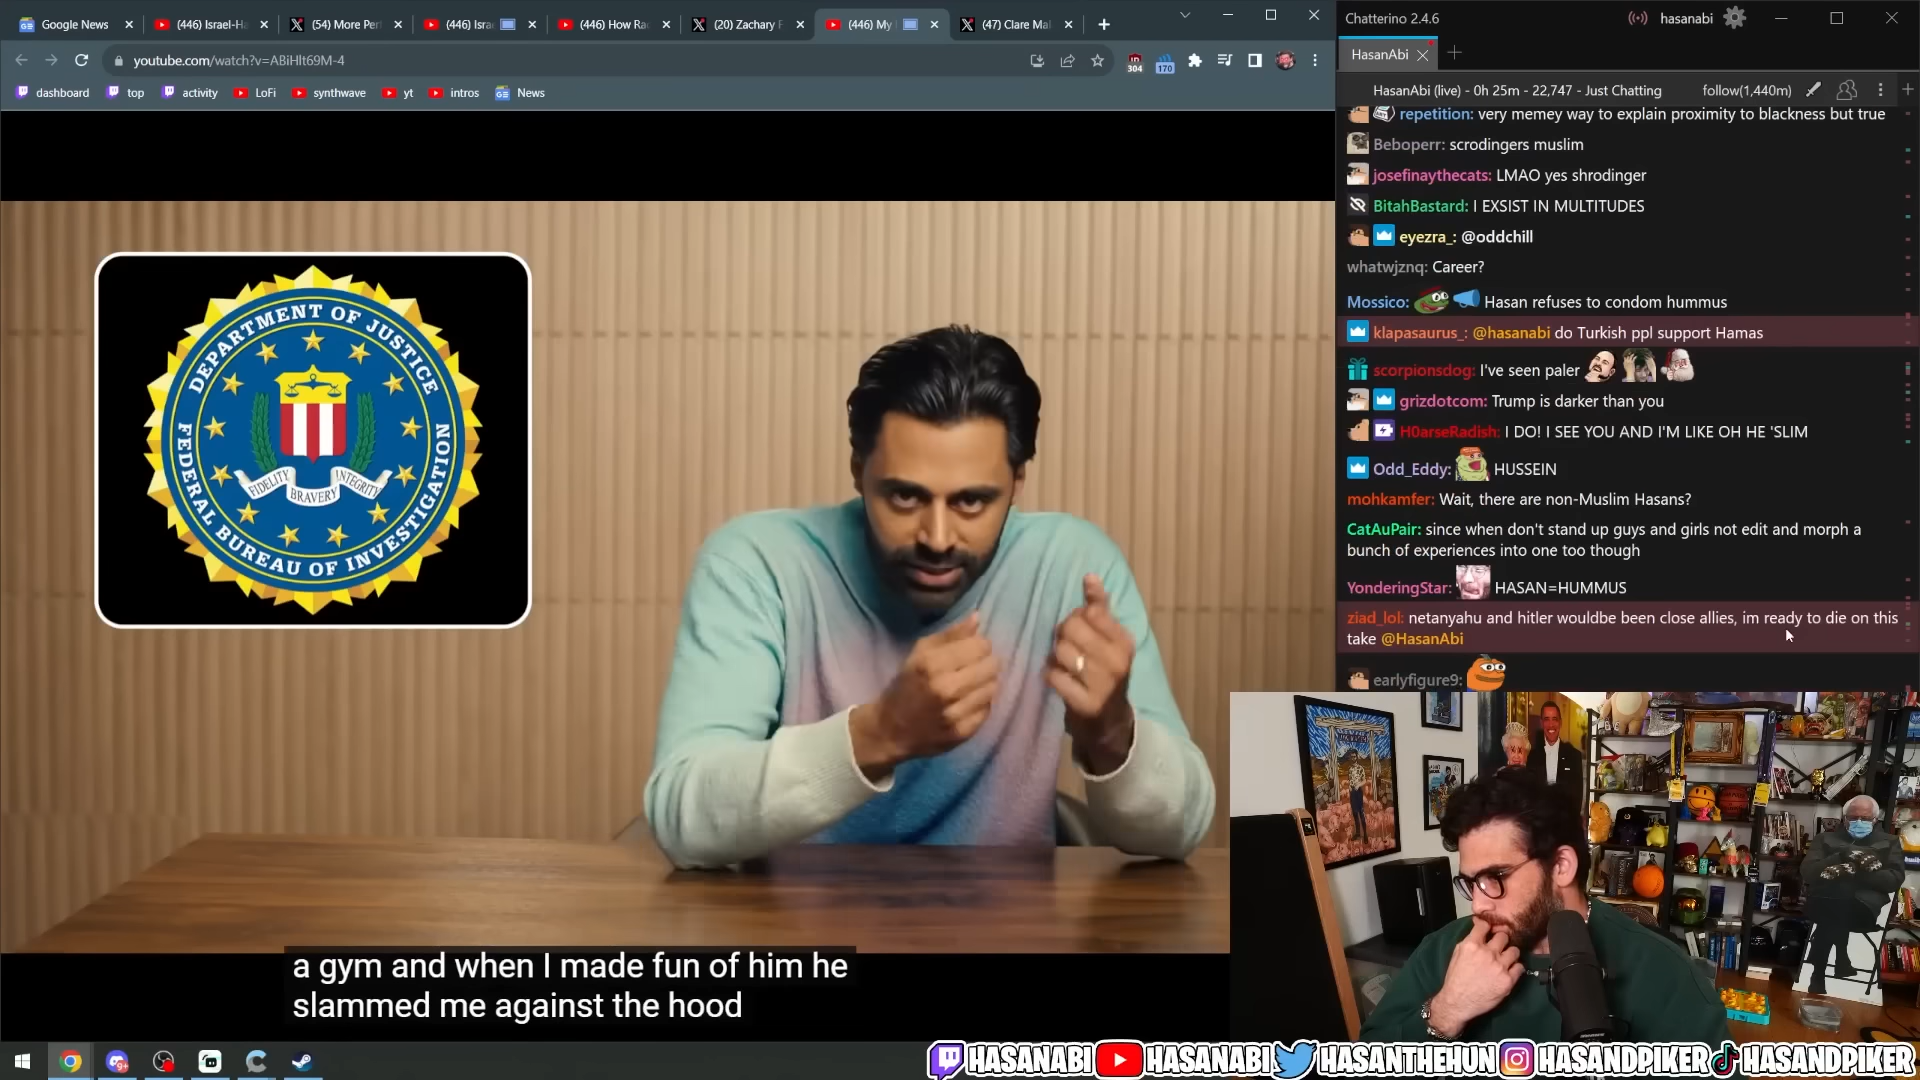 Google News
(446) Israel-H
(54) More Per
(446) Isra
(446) How Ra
(20) Zachary F
(446) My
(47) Clare Mal
youtube.com/watch?v=ABiHlt69M-4
304
170
dashboard
top
activity
LoFi
synthwave
yt
intros
News
DEPARTMENT OF JUSTICE
FIDELITY BRAVERY INTEGRITY
FEDERAL BUREAU OF INVESTIGATION
a gym and when I made fun of him he
slammed me against the hood
Chatterino 2.4.6
hasanabi
HasanAbi
HasanAbi (live) - 0h 25m - 22,747 - Just Chatting
follow(1,440m)
repetition: very memey way to explain proximity to blackness but true
Beboperr: scrodingers muslim
josefinaythecats: LMAO yes shrodinger
BitahBastard: I EXSIST IN MULTITUDES
eyezra_: @oddchill
whatwjznq: Career?
Mossico: Hasan refuses to condom hummus
klapasaurus_: @hasanabi do Turkish ppl support Hamas
scorpionsdog: I've seen paler
grizdotcom: Trump is darker than you
H0arseRadish: I DO! I SEE YOU AND I'M LIKE OH HE 'SLIM
Odd_Eddy: HUSSEIN
mohkamfer: Wait, there are non-Muslim Hasans?
CatAuPair: since when don't stand up guys and girls not edit and morph a
bunch of experiences into one too though
YonderingStar: HASAN=HUMMUS
ziad_lol: netanyahu and hitler wouldbe been close allies, im ready to die on this
take @HasanAbi
earlyfigure9:
HASANABI HASANABI HASANTHEHUN HASANDPIKER HASANDPIKER